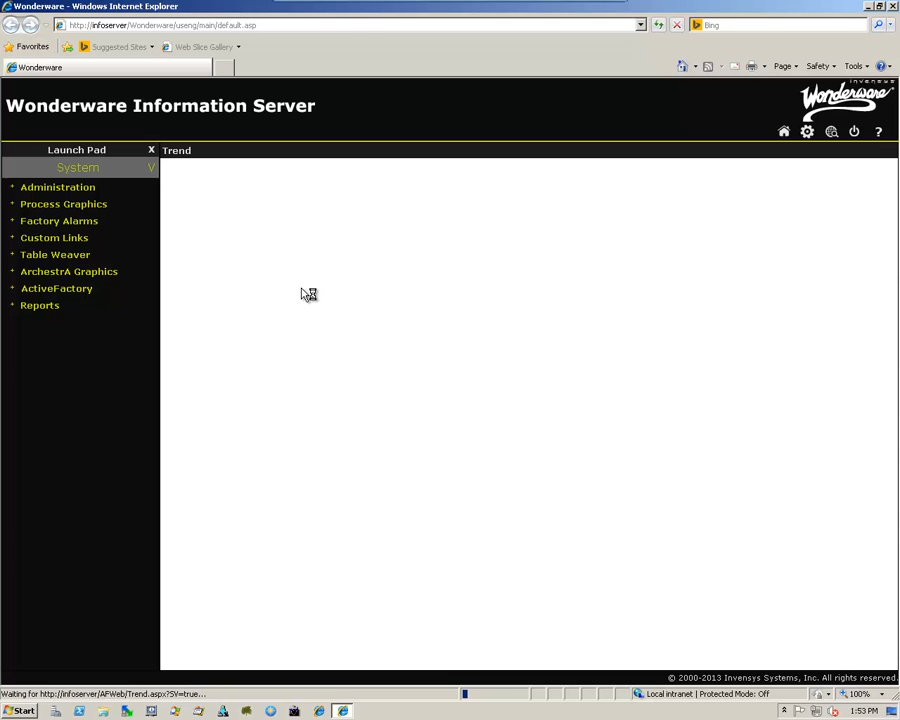 Wonderware - Windows Internet Explorer
http://infoserver/Wonderware/useng/main/default.asp
Bing
Favorites
Suggested Sites
Web Slice Gallery
Wonderware
Page
Safety
Tools
Wonderware Information Server
invensys
Wonderware
Launch Pad
X
Trend
System
V
+ Administration
+ Process Graphics
+ Factory Alarms
+ Custom Links
+ Table Weaver
+ ArchestrA Graphics
+ ActiveFactory
+ Reports
© 2000-2013 Invensys Systems, Inc. All rights reserved.
Waiting for http://infoserver/AFWeb/Trend.aspx?SV=true...
Local intranet | Protected Mode: Off
100%
Start
1:53 PM